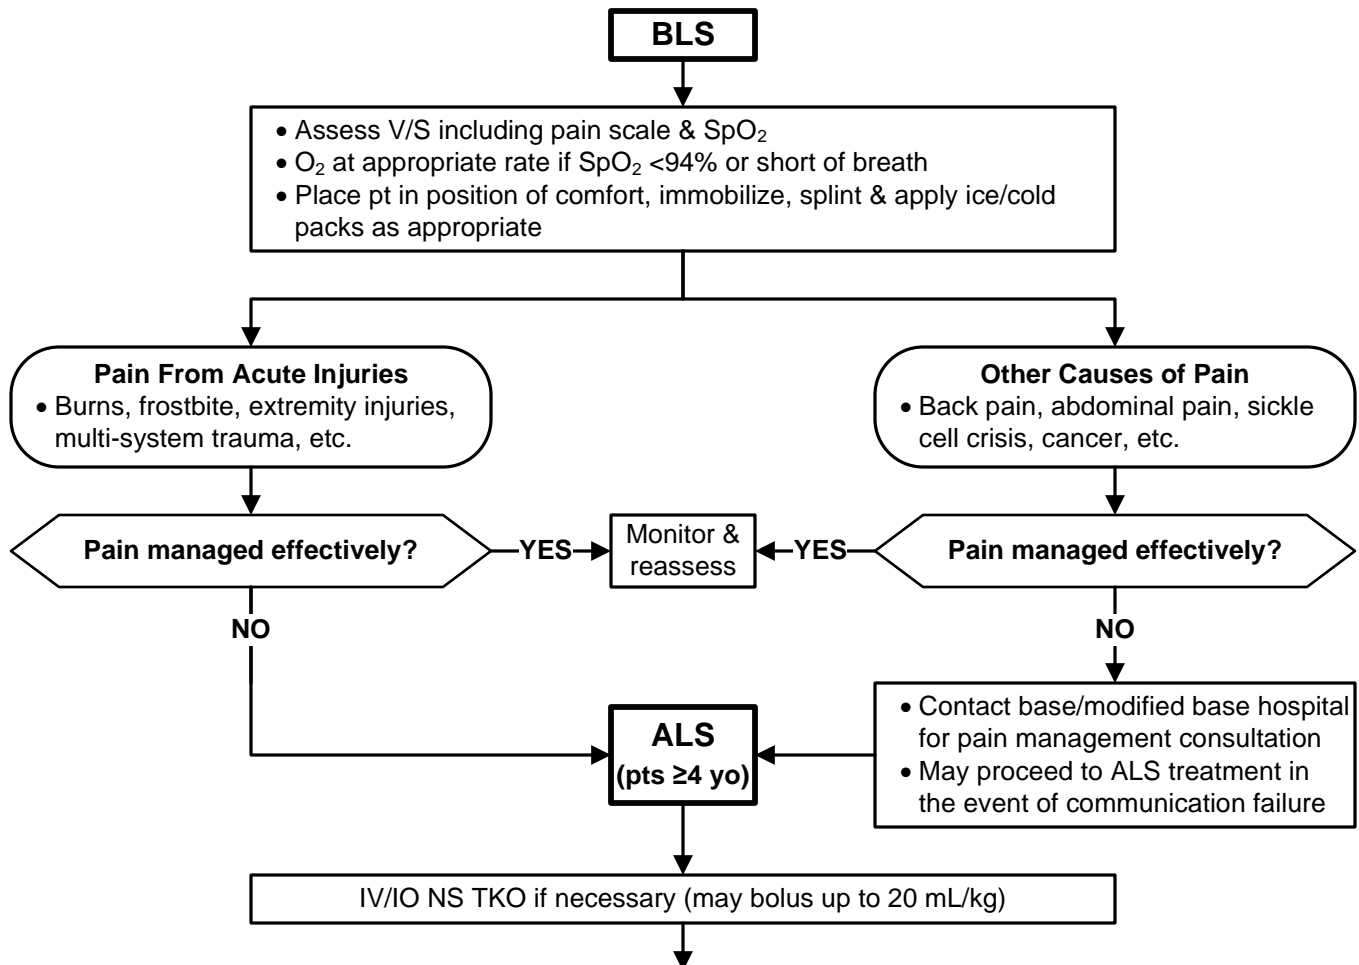 BLS
• Assess V/S including pain scale & SpO₂
• O₂ at appropriate rate if SpO₂ <94% or short of breath
• Place pt in position of comfort, immobilize, splint & apply ice/cold
packs as appropriate
Pain From Acute Injuries
• Burns, frostbite, extremity injuries,
multi-system trauma, etc.
Other Causes of Pain
• Back pain, abdominal pain, sickle
cell crisis, cancer, etc.
Pain managed effectively?
YES
Monitor &
reassess
YES
Pain managed effectively?
NO
NO
ALS
(pts ≥4 yo)
• Contact base/modified base hospital
for pain management consultation
• May proceed to ALS treatment in
the event of communication failure
IV/IO NS TKO if necessary (may bolus up to 20 mL/kg)